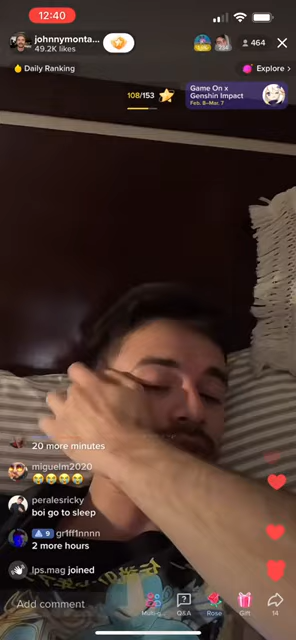 12:40
johnnymonta...
49.2K likes
464
Daily Ranking
Explore >
108/153
Game On x
Genshin Impact
Feb. 8–Mar. 7
20 more minutes
miguelm2020
😭😭😭😭
peralesricky
boi go to sleep
9 gr1ff1nnnn
2 more hours
lps.mag joined
Add comment
Multi-g...
Q&A
Rose
Gift
14